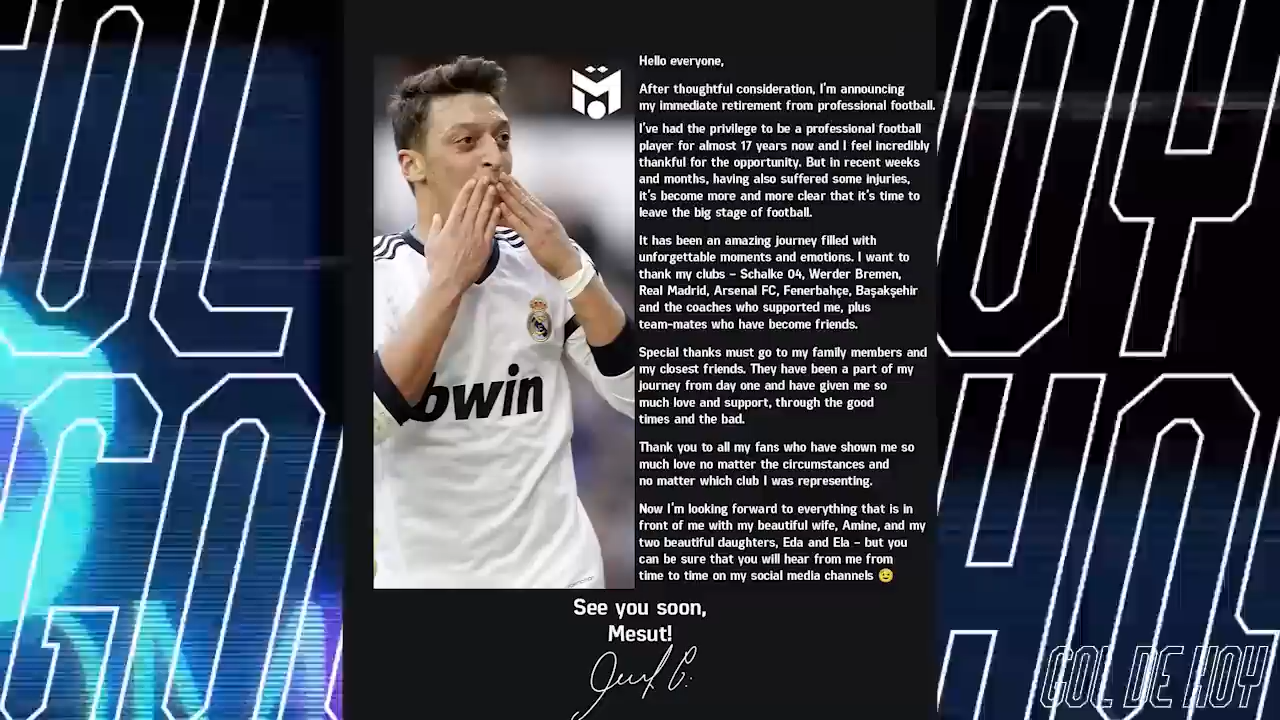 Hello everyone,
After thoughtful consideration, I'm announcing
my immediate retirement from professional football.
I've had the privilege to be a professional football
player for almost 17 years now and I feel incredibly
thankful for the opportunity. But in recent weeks
and months, having also suffered some injuries,
it's become more and more clear that it's time to
leave the big stage of football.
It has been an amazing journey filled with
unforgettable moments and emotions. I want to
thank my clubs – Schalke 04, Werder Bremen,
Real Madrid, Arsenal FC, Fenerbahçe, Başakşehir
and the coaches who supported me, plus
team-mates who have become friends.
Special thanks must go to my family members and
my closest friends. They have been a part of my
journey from day one and have given me so
much love and support, through the good
times and the bad.
Thank you to all my fans who have shown me so
much love no matter the circumstances and
no matter which club I was representing.
Now I'm looking forward to everything that is in
front of me with my beautiful wife, Amine, and my
two beautiful daughters, Eda and Ela – but you
can be sure that you will hear from me from
time to time on my social media channels 😉
See you soon,
Mesut!
bwin
GOL DE HOY